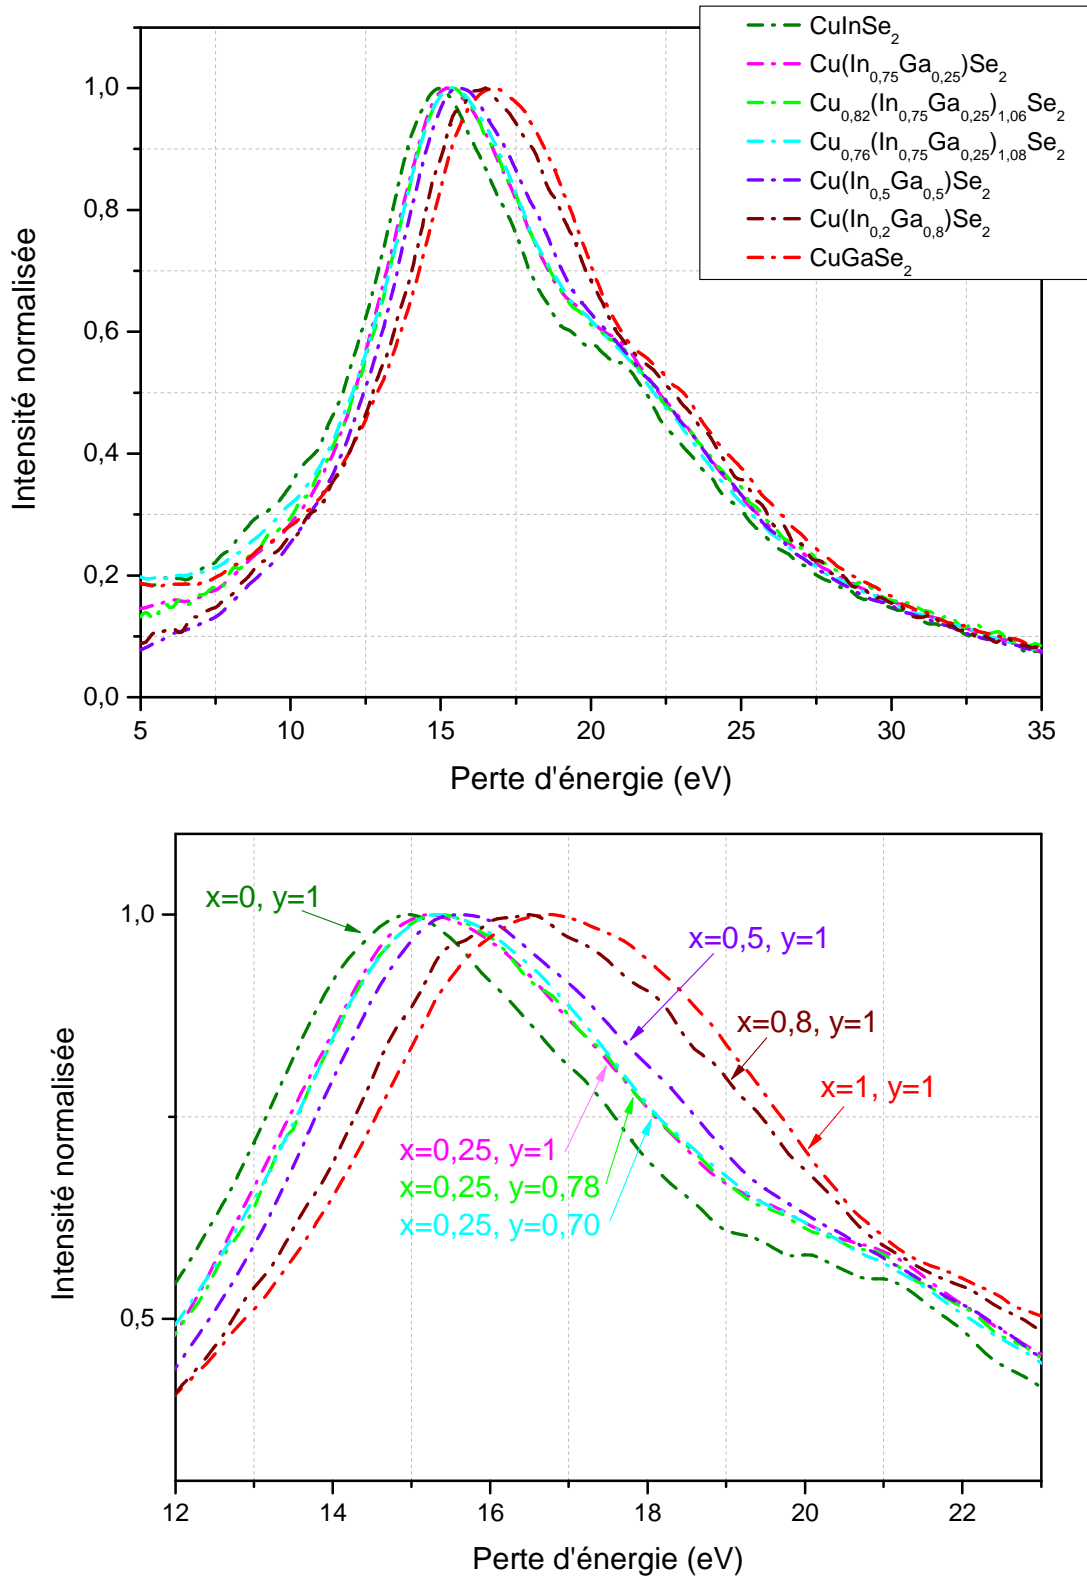 CuInSe₂
Cu(In₀,₇₅Ga₀,₂₅)Se₂
Cu₀,₈₂(In₀,₇₅Ga₀,₂₅)₁,₀₆Se₂
Cu₀,₇₆(In₀,₇₅Ga₀,₂₅)₁,₀₈Se₂
Cu(In₀,₅Ga₀,₅)Se₂
Cu(In₀,₂Ga₀,₈)Se₂
CuGaSe₂
1,0
0,8
0,6
0,4
0,2
0,0
Intensité normalisée
5 10 15 20 25 30 35
Perte d'énergie (eV)
x=0, y=1
1,0
x=0,5, y=1
x=0,8, y=1
x=1, y=1
x=0,25, y=1
x=0,25, y=0,78
x=0,25, y=0,70
0,5
Intensité normalisée
12 14 16 18 20 22
Perte d'énergie (eV)